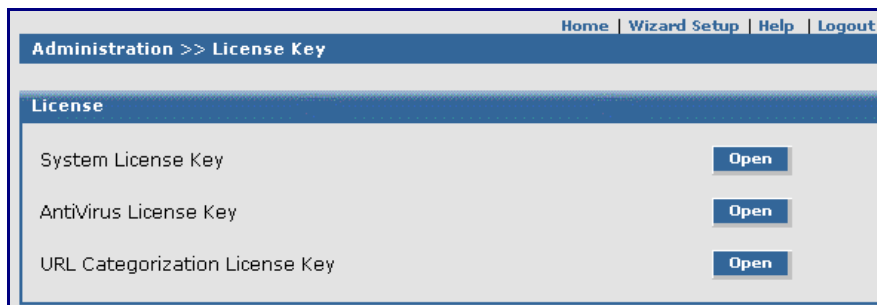 Home | Wizard Setup | Help | Logout
Administration >> License Key
License
System License Key Open
AntiVirus License Key Open
URL Categorization License Key Open